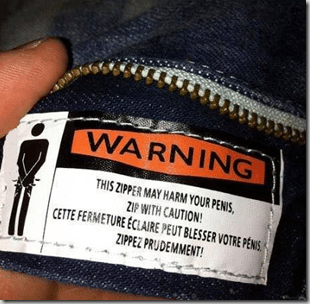 WARNING
THIS ZIPPER MAY HARM YOUR PENIS,
ZIP WITH CAUTION!
CETTE FERMETURE ÉCLAIRE PEUT BLESSER VOTRE PÉNIS
ZIPPEZ PRUDEMMENT!